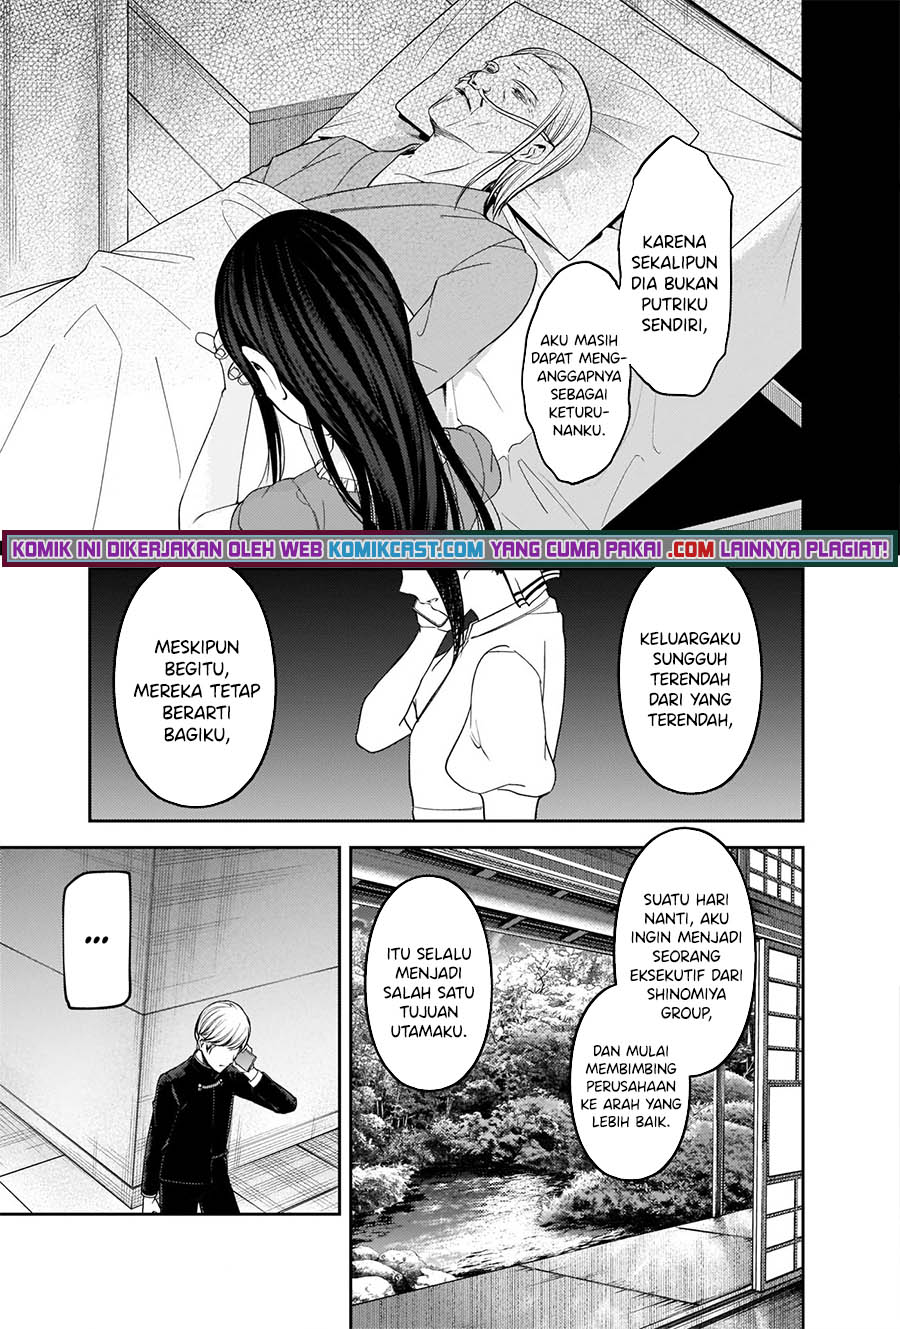 KARENA
SEKALIPUN
DIA BUKAN
PUTRIKU
SENDIRI,
AKU MASIH
DAPAT MENG-
ANGGAPNYA
SEBAGAI
KETURU-
NANKU.
KOMIK INI DIKERJAKAN OLEH WEB KOMIKCAST.COM YANG CUMA PAKAI .COM LAINNYA PLAGIAT!
KELUARGAKU
SUNGGUH
TERENDAH
DARI YANG
TERENDAH,
MESKIPUN
BEGITU,
MEREKA TETAP
BERARTI
BAGIKU,
SUATU HARI
NANTI, AKU
INGIN MENJADI
SEORANG
EKSEKUTIF DARI
SHINOMIYA
GROUP,
DAN MULAI
MEMBIMBING
PERUSAHAAN
KE ARAH YANG
LEBIH BAIK.
ITU SELALU
MENJADI
SALAH SATU
TUJUAN
UTAMAKU.
...